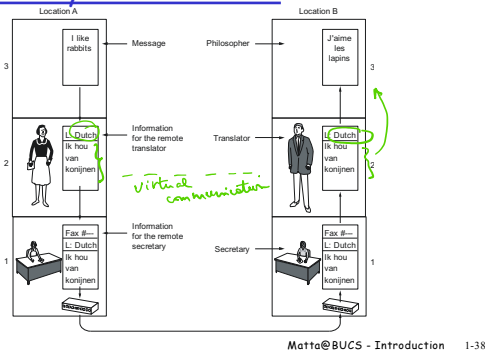 Location A
Location B
3
I like
rabbits
Message
Philosopher
J'aime
les
lapins
3
2
L: Dutch
Ik hou
van
konijnen
Information
for the remote
translator
Translator
L: Dutch
Ik hou
van
konijnen
2
virtual
communication
1
Fax #---
L: Dutch
Ik hou
van
konijnen
Information
for the remote
secretary
Secretary
Fax #---
L: Dutch
Ik hou
van
konijnen
1
Matta@BUCS - Introduction 1-38